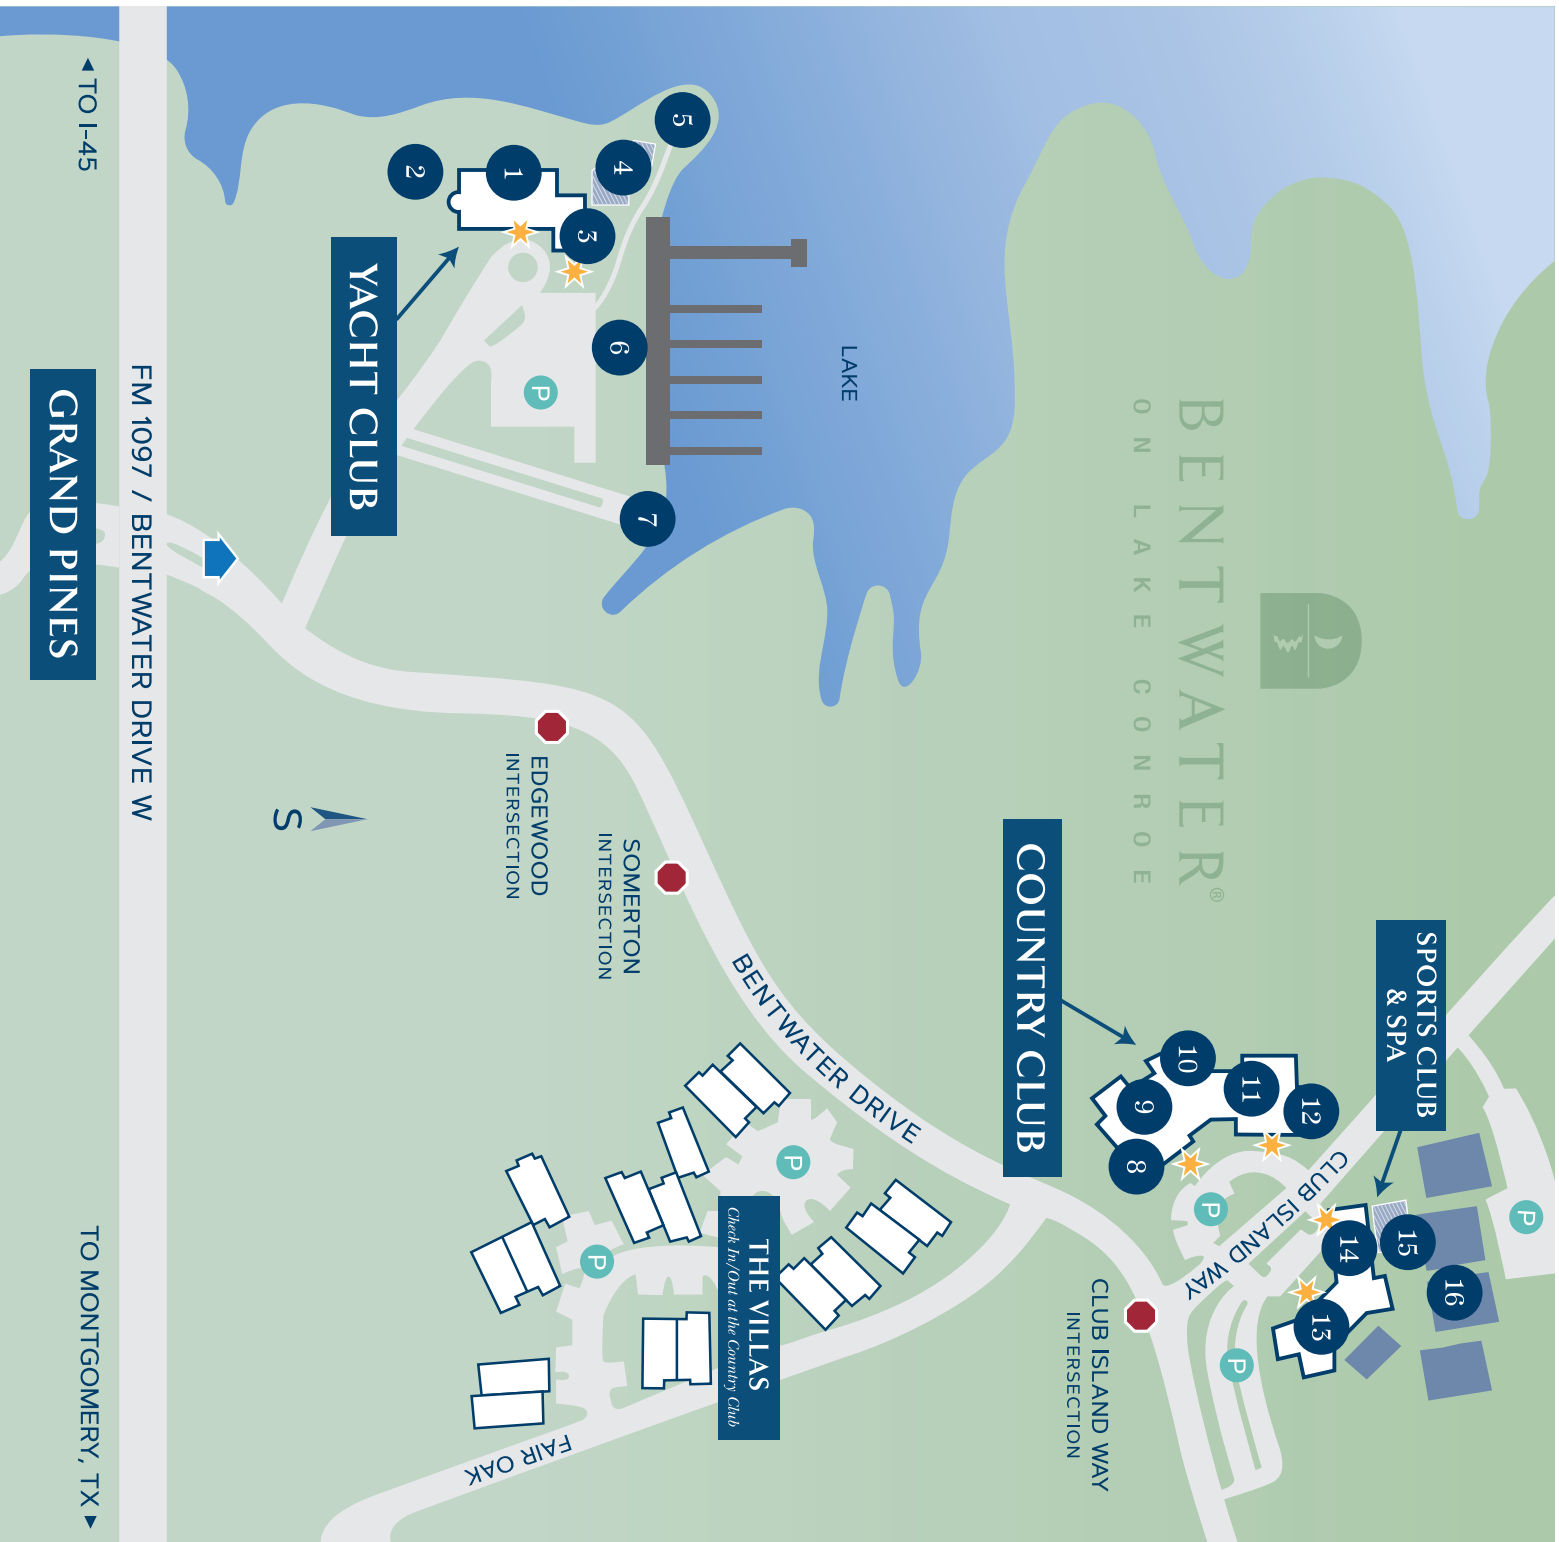 ◄ TO I-45
FM 1097 / BENTWATER DRIVE W
TO MONTGOMERY, TX ►
GRAND PINES
YACHT CLUB
1
2
3
4
5
6
7
P
LAKE
BENTWATER®
ON LAKE CONROE
S
EDGEWOOD
INTERSECTION
SOMERTON
INTERSECTION
BENTWATER DRIVE
COUNTRY CLUB
8
9
10
11
12
P
SPORTS CLUB
& SPA
13
14
15
16
P
P
CLUB ISLAND WAY
CLUB ISLAND WAY
INTERSECTION
THE VILLAS
Check In/Out at the Country Club
P
P
FAIR OAK